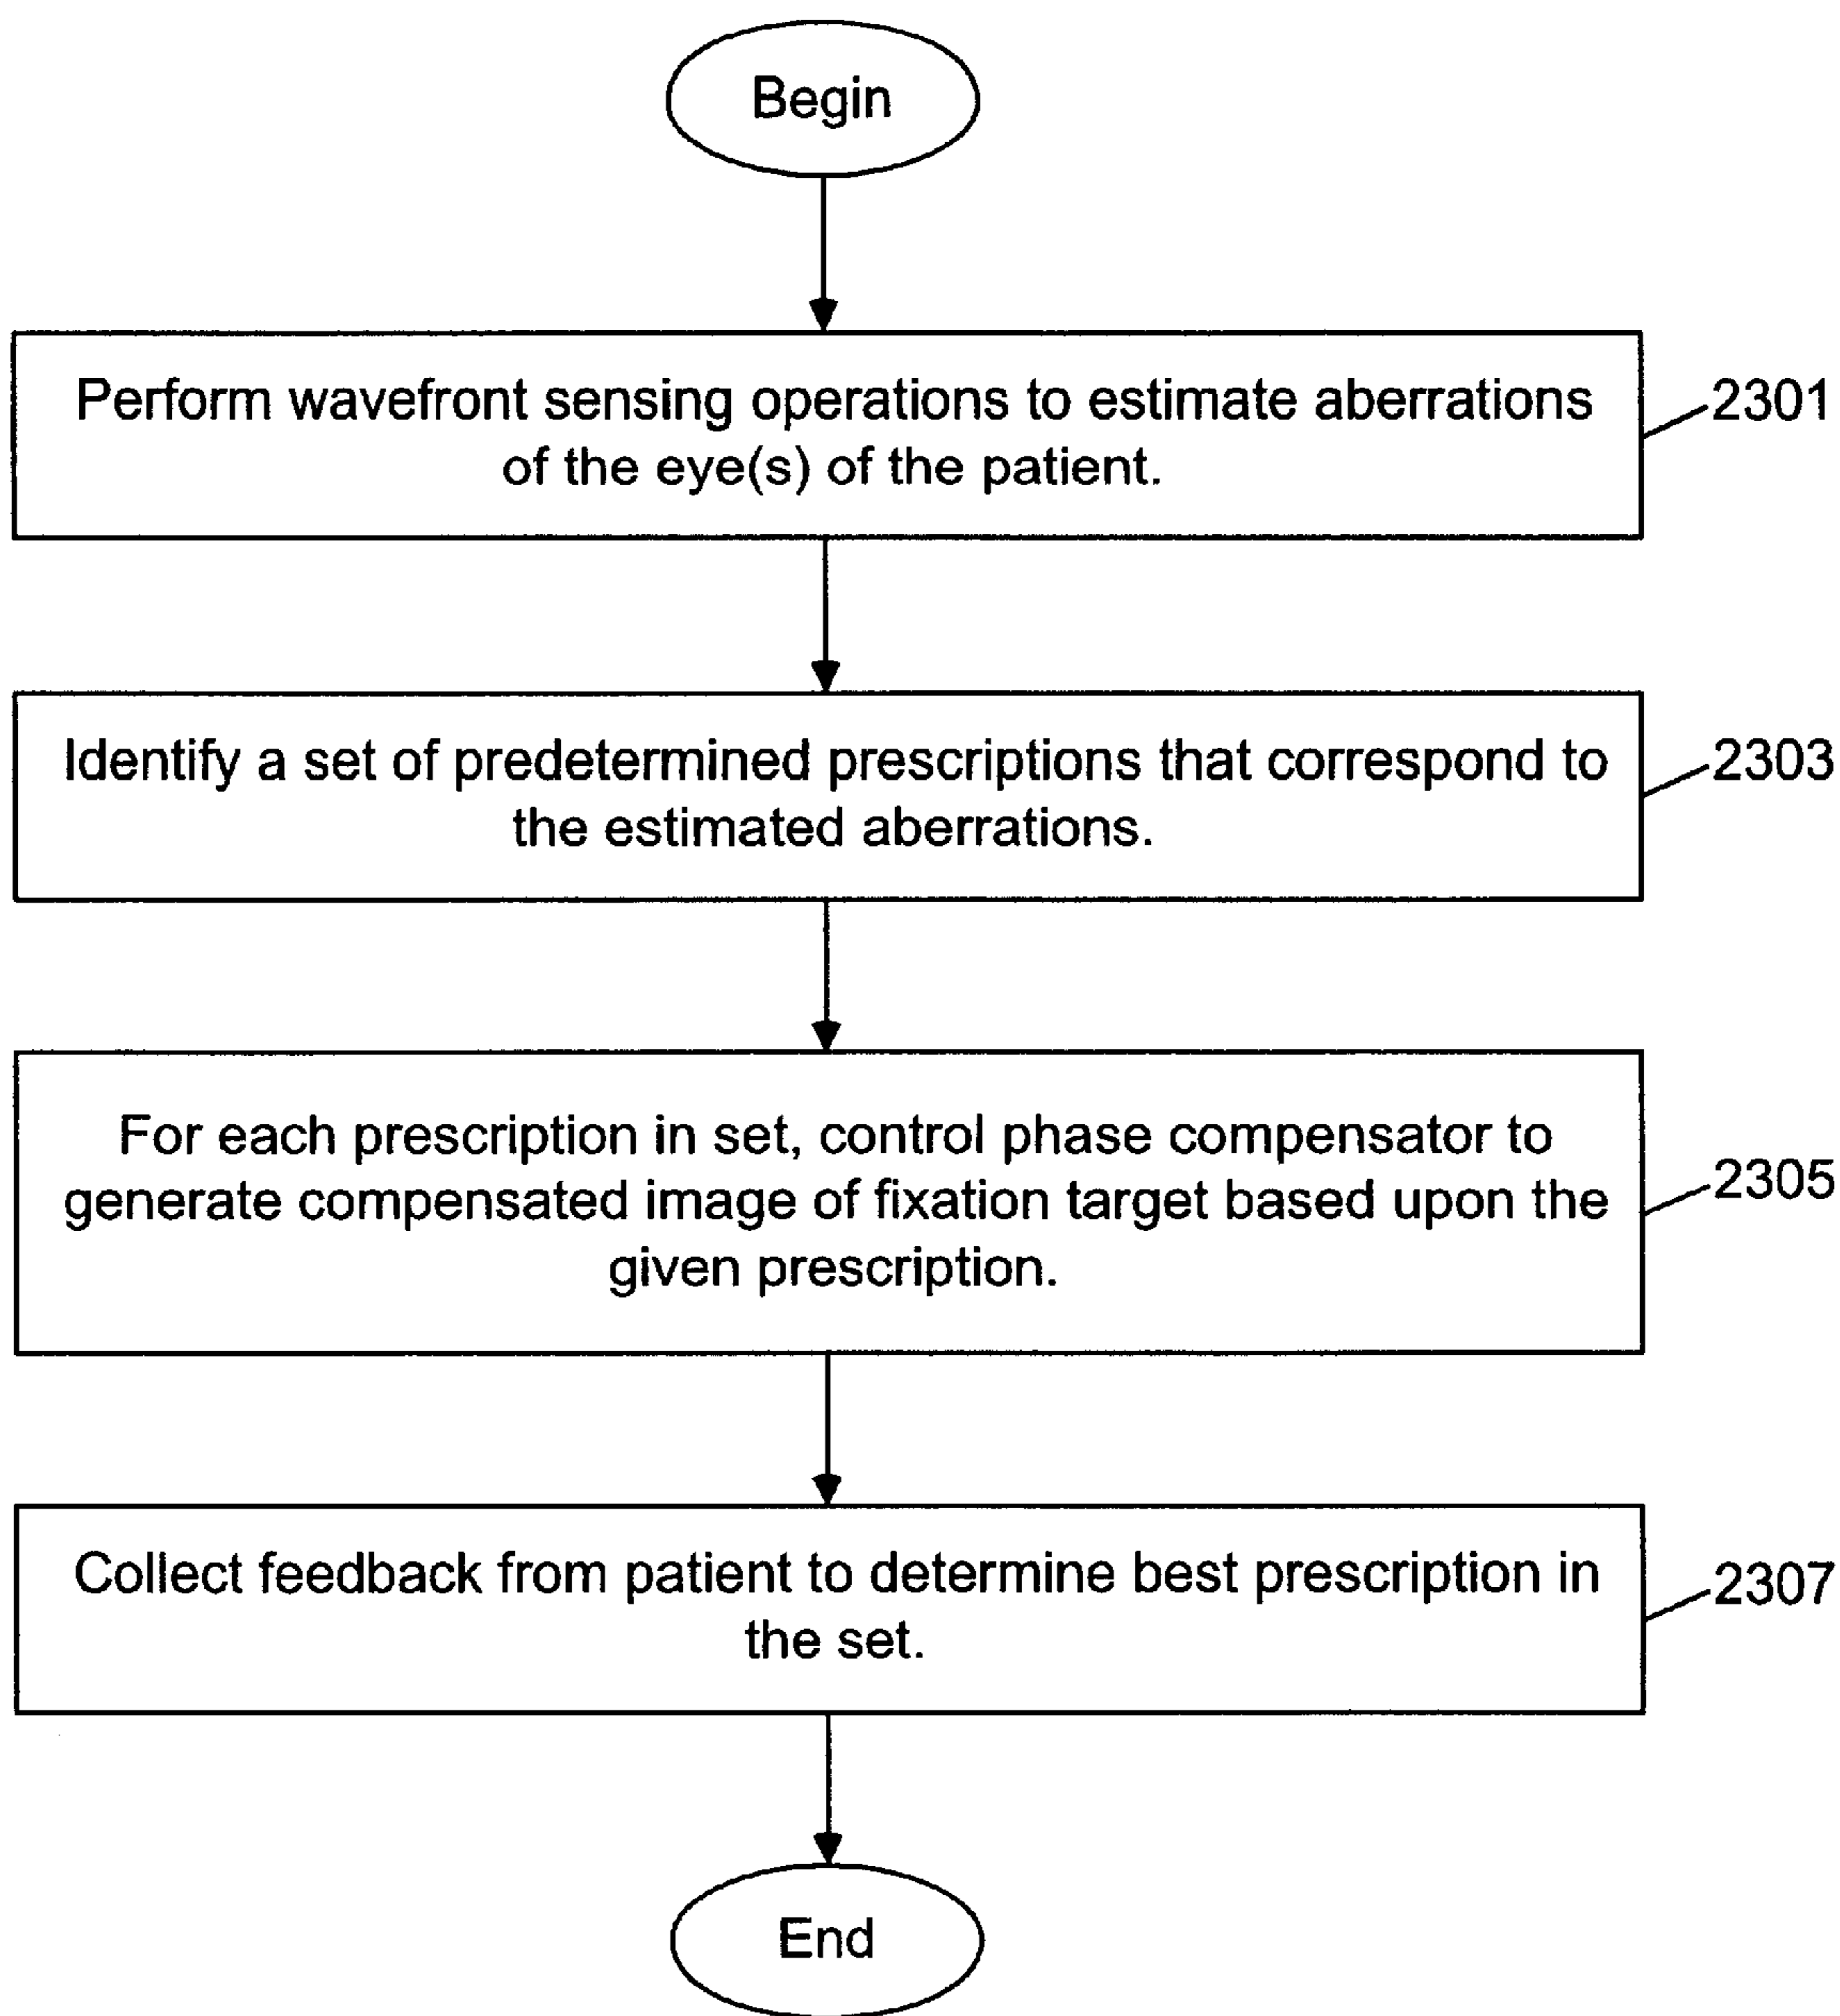 Begin
Perform wavefront sensing operations to estimate aberrations
of the eye(s) of the patient.
2301
Identify a set of predetermined prescriptions that correspond to
the estimated aberrations.
2303
For each prescription in set, control phase compensator to
generate compensated image of fixation target based upon the
given prescription.
2305
Collect feedback from patient to determine best prescription in
the set.
2307
End